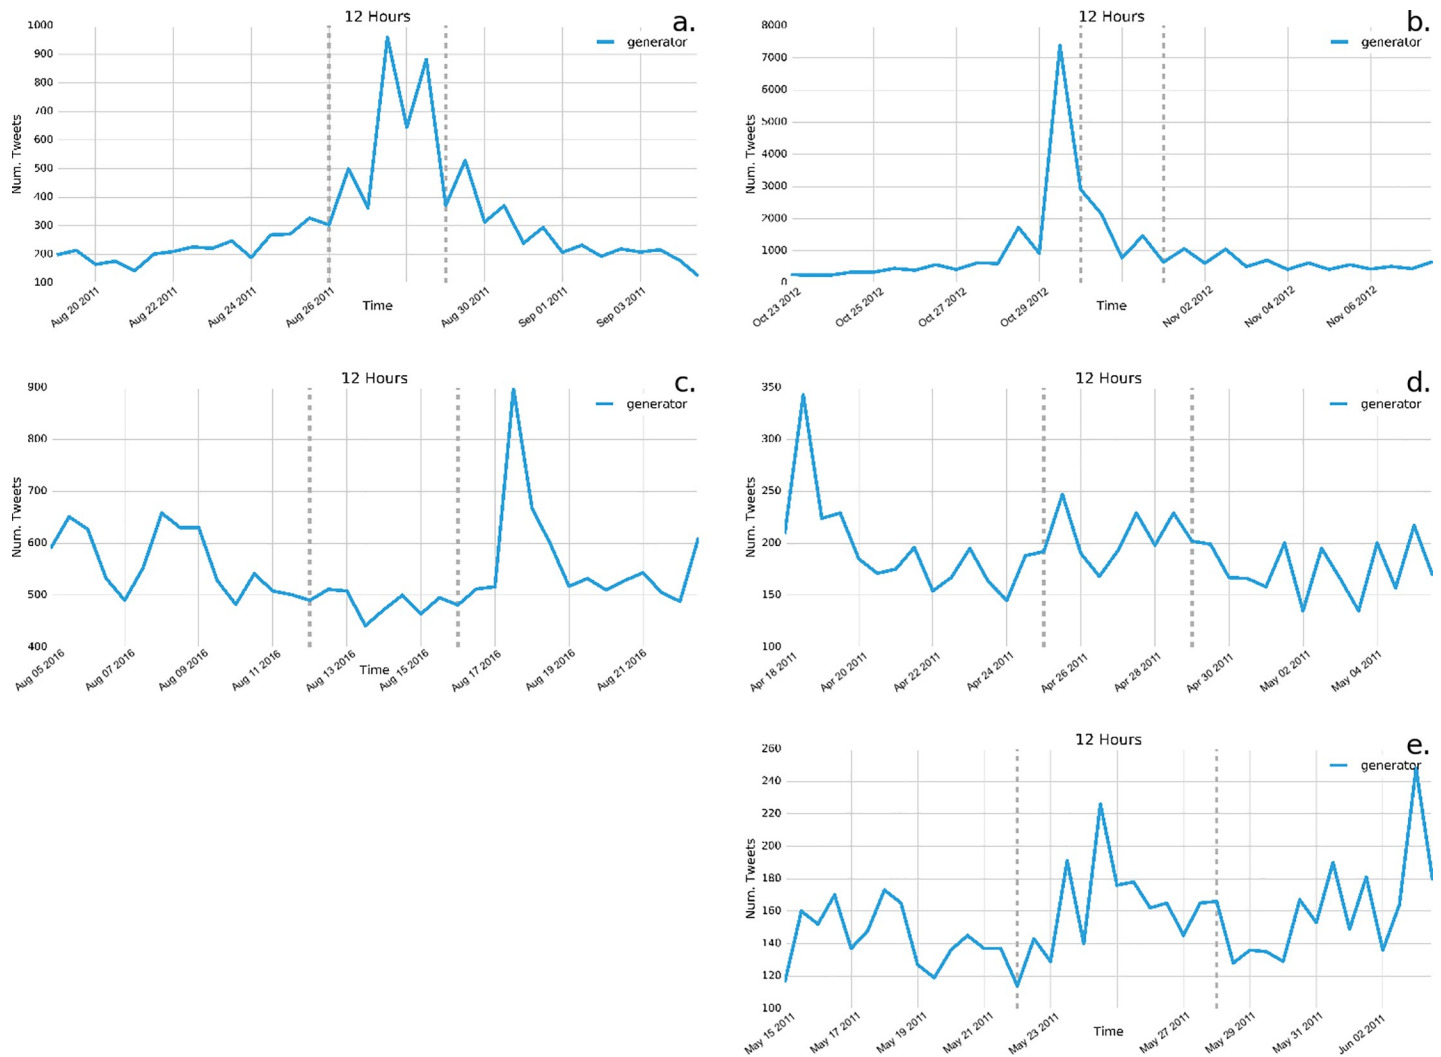 12 Hours
a.
generator
Num. Tweets
1000
900
800
700
600
500
400
300
200
100
Aug 20 2011
Aug 22 2011
Aug 24 2011
Aug 26 2011
Aug 30 2011
Sep 01 2011
Sep 03 2011
Time
12 Hours
b.
generator
Num. Tweets
8000
7000
6000
5000
4000
3000
2000
1000
0
Oct 23 2012
Oct 25 2012
Oct 27 2012
Oct 29 2012
Nov 02 2012
Nov 04 2012
Nov 06 2012
Time
12 Hours
c.
generator
Num. Tweets
900
800
700
600
500
400
Aug 05 2016
Aug 07 2016
Aug 09 2016
Aug 11 2016
Aug 13 2016
Aug 15 2016
Aug 17 2016
Aug 19 2016
Aug 21 2016
Time
12 Hours
d.
generator
Num. Tweets
350
300
250
200
150
100
Apr 18 2011
Apr 20 2011
Apr 22 2011
Apr 24 2011
Apr 26 2011
Apr 28 2011
Apr 30 2011
May 02 2011
May 04 2011
12 Hours
e.
generator
Num. Tweets
260
240
220
200
180
160
140
120
100
May 15 2011
May 17 2011
May 19 2011
May 21 2011
May 23 2011
May 27 2011
May 29 2011
May 31 2011
Jun 02 2011
Time